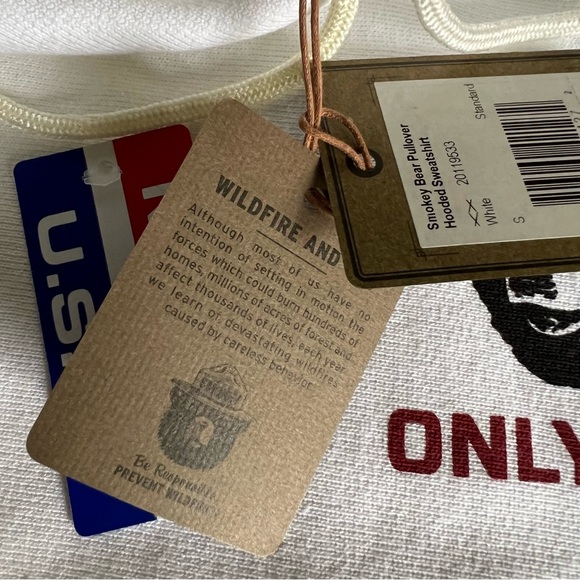 U.S.
WILDFIRE AND
Although most of us have no
intention of setting in motion the
forces which could burn hundreds of
homes, millions of acres of forest and
affect thousands of lives, each year
we learn of devastating wildfires
caused by careless behavior.
Be Responsible
PREVENT WILDFIRES
Smokey Bear Pullover
Hooded Sweatshirt
20119533
Standard
White
S
ONLY